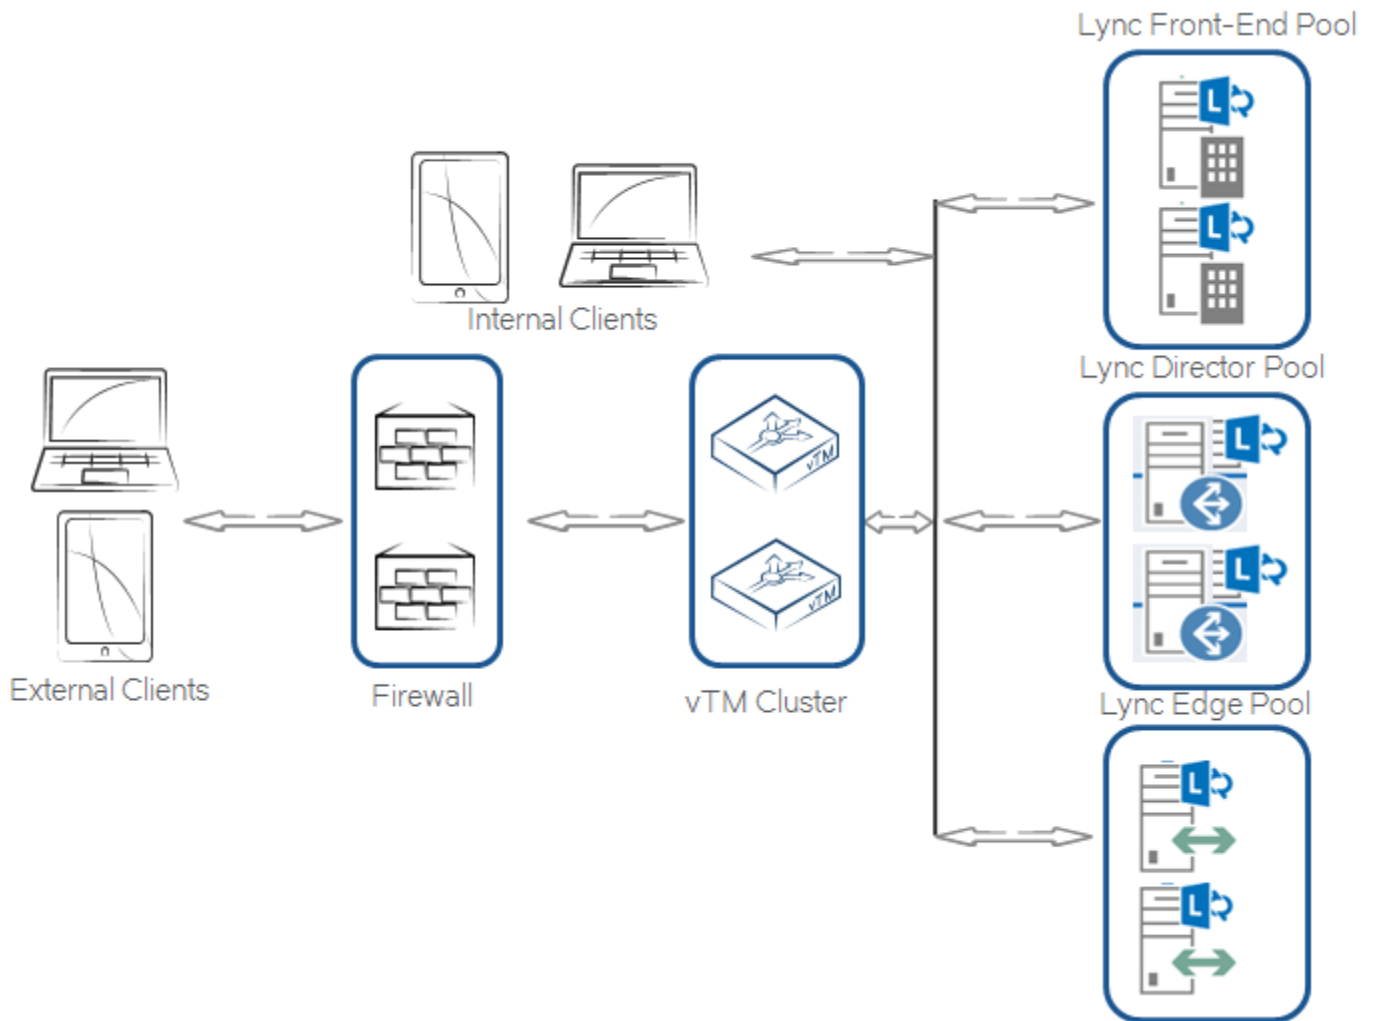 Lync Front-End Pool
L
L
Internal Clients
Lync Director Pool
L
L
vTM
vTM
External Clients
Firewall
vTM Cluster
Lync Edge Pool
L
L